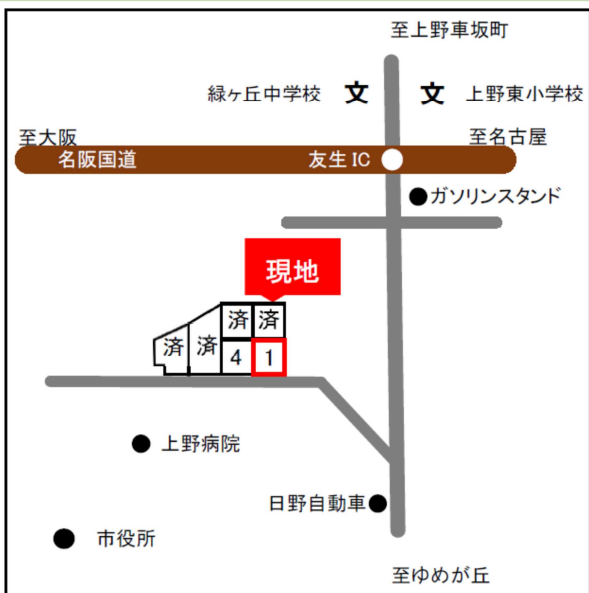 至上野車坂町
緑ヶ丘中学校 文 文 上野東小学校
至大阪 至名古屋
名阪国道 友生 IC
ガソリンスタンド
現地
済 済
済 済 4 1
上野病院
日野自動車
市役所
至ゆめが丘